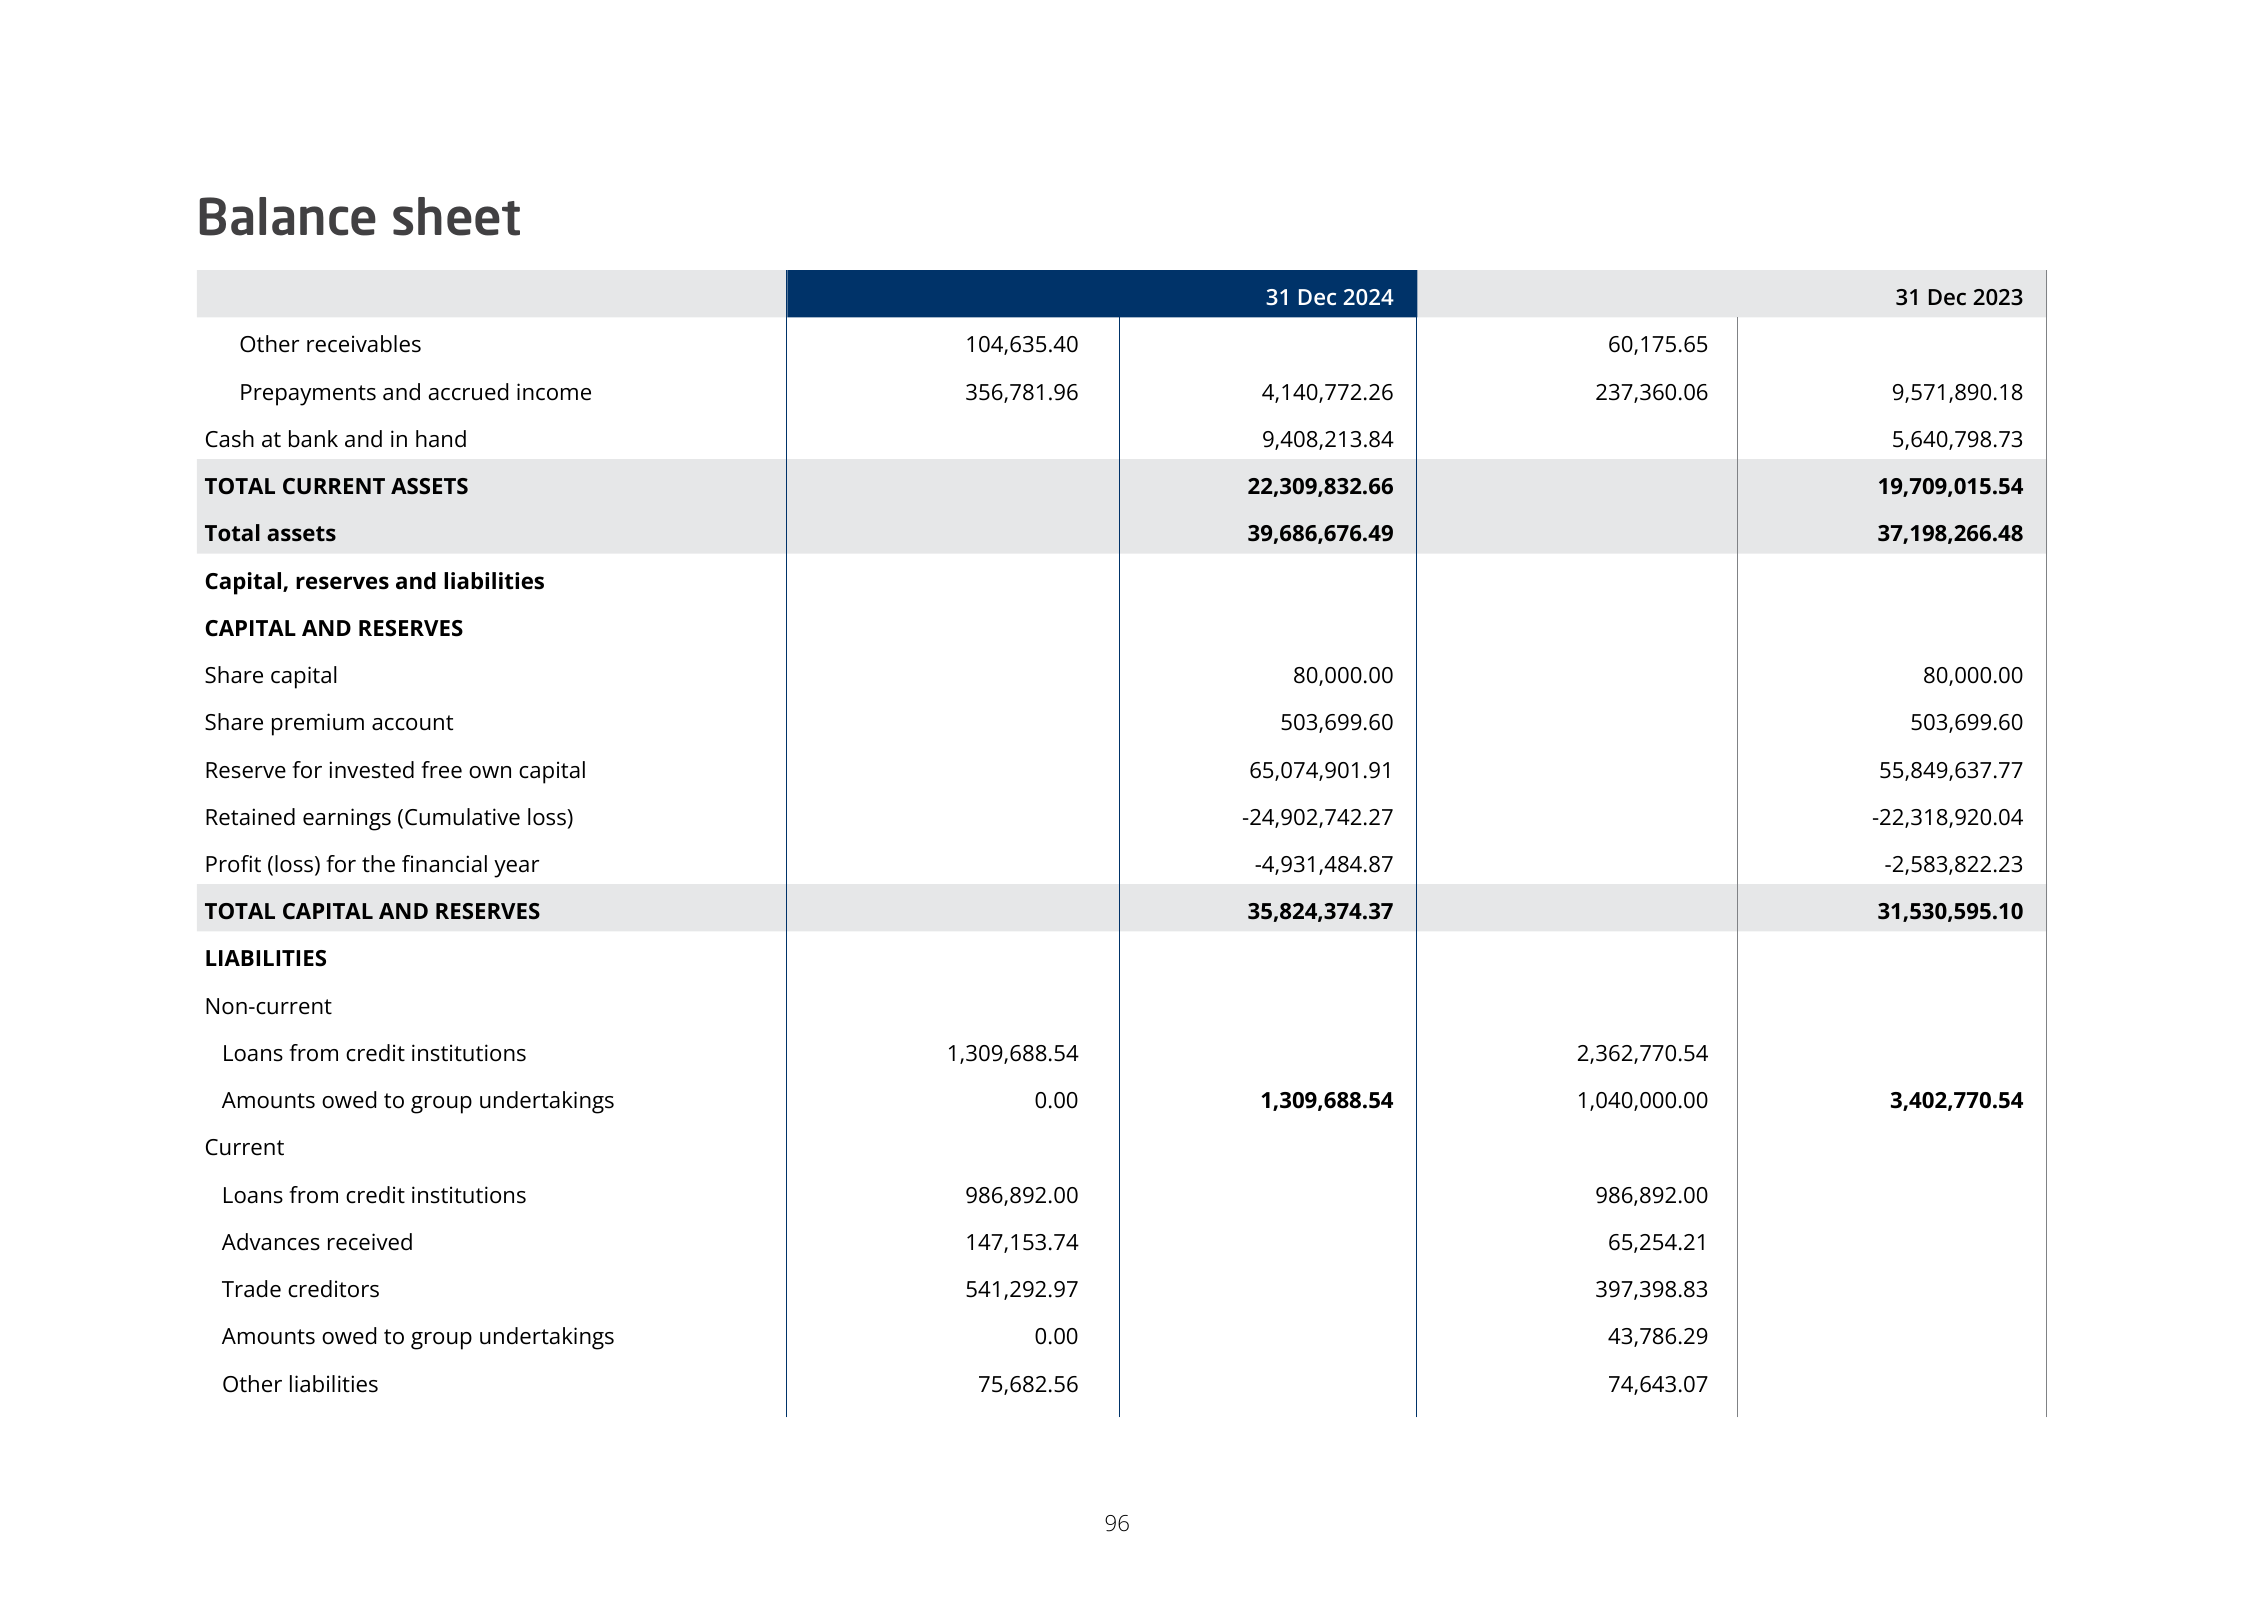 Balance sheet
31 Dec 2024 31 Dec 2023
Other receivables 104,635.40 60,175.65
Prepayments and accrued income 356,781.96 4,140,772.26 237,360.06 9,571,890.18
Cash at bank and in hand 9,408,213.84 5,640,798.73
TOTAL CURRENT ASSETS 22,309,832.66 19,709,015.54
Total assets 39,686,676.49 37,198,266.48
Capital, reserves and liabilities
CAPITAL AND RESERVES
Share capital 80,000.00 80,000.00
Share premium account 503,699.60 503,699.60
Reserve for invested free own capital 65,074,901.91 55,849,637.77
Retained earnings (Cumulative loss) -24,902,742.27 -22,318,920.04
Profit (loss) for the financial year -4,931,484.87 -2,583,822.23
TOTAL CAPITAL AND RESERVES 35,824,374.37 31,530,595.10
LIABILITIES
Non-current
Loans from credit institutions 1,309,688.54 2,362,770.54
Amounts owed to group undertakings 0.00 1,309,688.54 1,040,000.00 3,402,770.54
Current
Loans from credit institutions 986,892.00 986,892.00
Advances received 147,153.74 65,254.21
Trade creditors 541,292.97 397,398.83
Amounts owed to group undertakings 0.00 43,786.29
Other liabilities 75,682.56 74,643.07
96